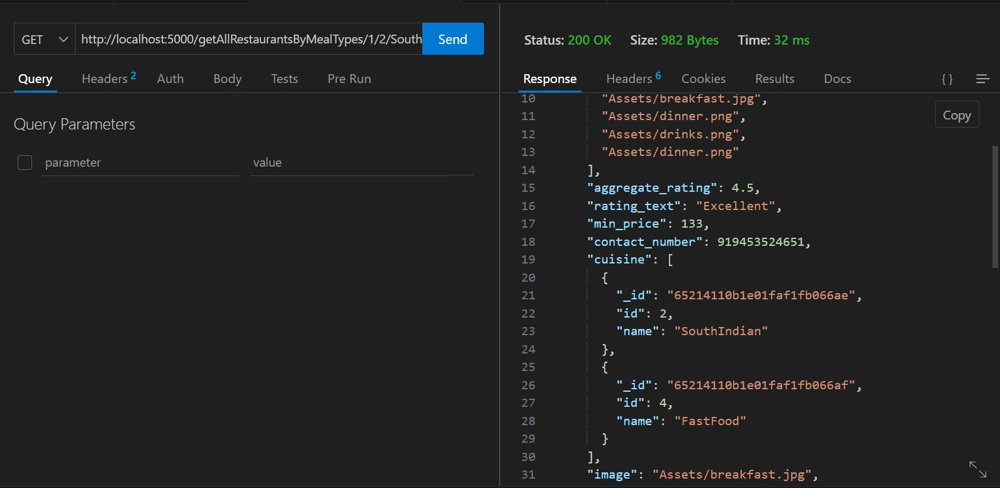 GET http://localhost:5000/getAllRestaurantsByMealTypes/1/2/South Send
Query Headers 2 Auth Body Tests Pre Run
Query Parameters
parameter value
Status: 200 OK Size: 982 Bytes Time: 32 ms
Response Headers 6 Cookies Results Docs { }
Copy
10 "Assets/breakfast.jpg",
11 "Assets/dinner.png",
12 "Assets/drinks.png",
13 "Assets/dinner.png"
14 ],
15 "aggregate_rating": 4.5,
16 "rating_text": "Excellent",
17 "min_price": 133,
18 "contact_number": 919453524651,
19 "cuisine": [
20 {
21 "_id": "65214110b1e01faf1fb066ae",
22 "id": 2,
23 "name": "SouthIndian"
24 },
25 {
26 "_id": "65214110b1e01faf1fb066af",
27 "id": 4,
28 "name": "FastFood"
29 }
30 ],
31 "image": "Assets/breakfast.jpg",